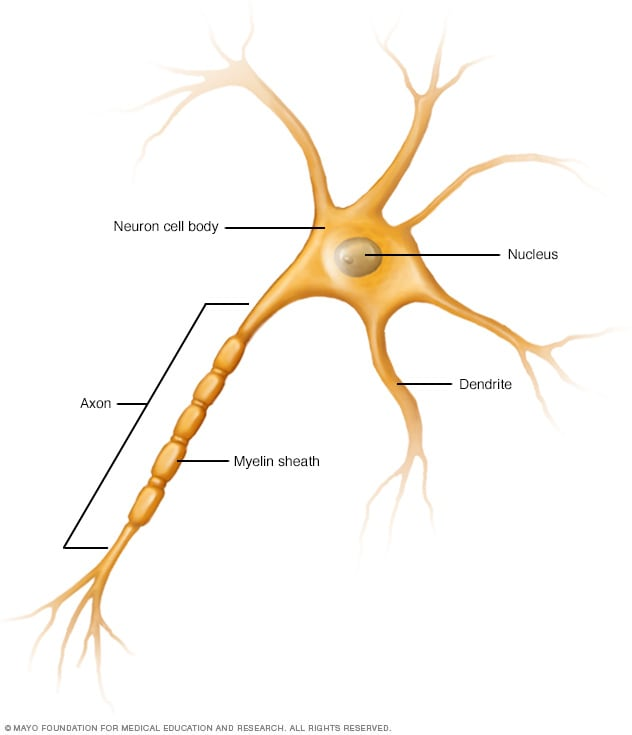 Neuron cell body
Nucleus
Dendrite
Axon
Myelin sheath
© MAYO FOUNDATION FOR MEDICAL EDUCATION AND RESEARCH. ALL RIGHTS RESERVED.